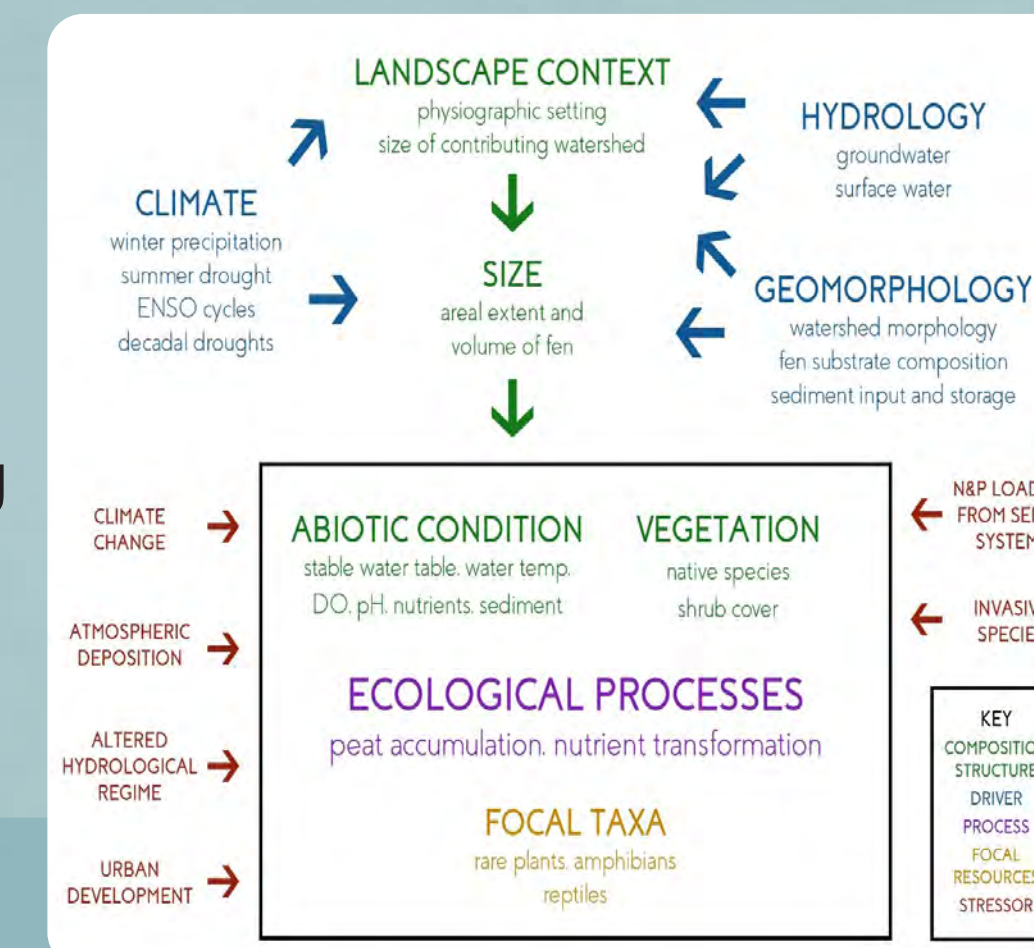 LANDSCAPE CONTEXT
physiographic setting
size of contributing watershed
HYDROLOGY
groundwater
surface water
CLIMATE
winter precipitation
summer drought
ENSO cycles
decadal droughts
SIZE
areal extent and
volume of fen
GEOMORPHOLOGY
watershed morphology
fen substrate composition
sediment input and storage
CLIMATE
CHANGE
ATMOSPHERIC
DEPOSITION
ALTERED
HYDROLOGICAL
REGIME
URBAN
DEVELOPMENT
ABIOTIC CONDITION
stable water table. water temp.
DO. pH. nutrients. sediment
VEGETATION
native species
shrub cover
ECOLOGICAL PROCESSES
peat accumulation. nutrient transformation
FOCAL TAXA
rare plants. amphibians
reptiles
N&P
FROM
KEY
DRIVER
PROCESS
FOCAL